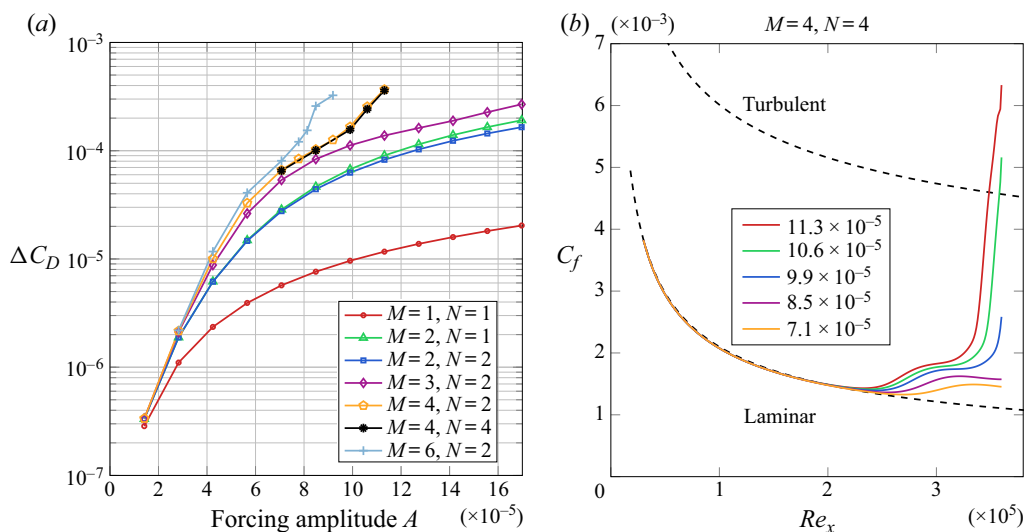 (a)
10⁻³
10⁻⁴
ΔC_D
10⁻⁵
10⁻⁶
10⁻⁷
0 2 4 6 8 10 12 14 16
Forcing amplitude A (×10⁻⁵)
M = 1, N = 1
M = 2, N = 1
M = 2, N = 2
M = 3, N = 2
M = 4, N = 2
M = 4, N = 4
M = 6, N = 2
(b) (×10⁻³) M = 4, N = 4
7
6
5
4
C_f
3
2
1
0 1 2 3
Re_x (×10⁵)
Turbulent
11.3 × 10⁻⁵
10.6 × 10⁻⁵
9.9 × 10⁻⁵
8.5 × 10⁻⁵
7.1 × 10⁻⁵
Laminar